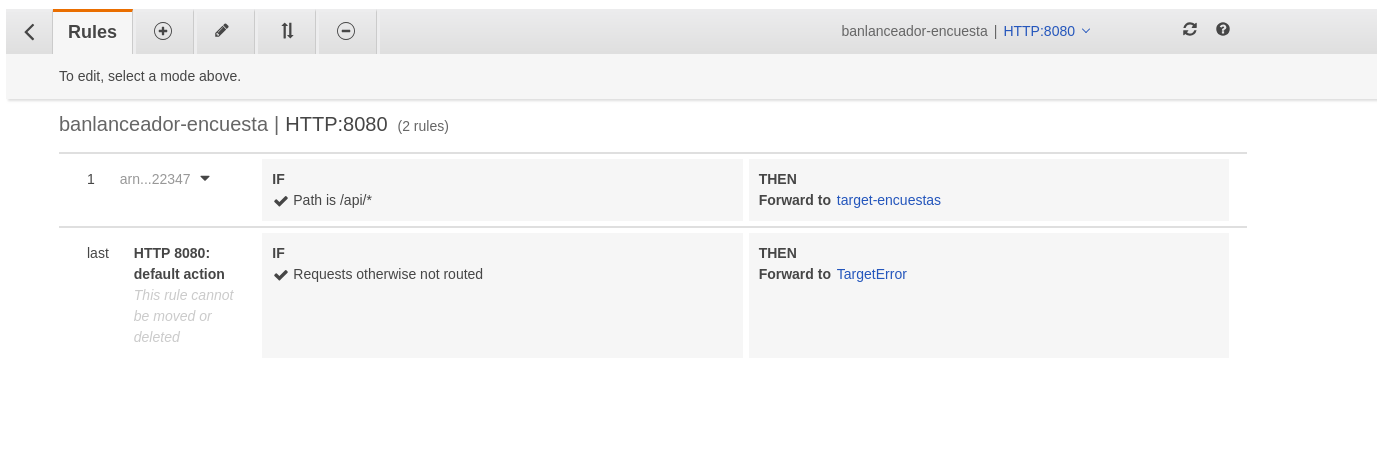 Rules
banlanceador-encuesta | HTTP:8080
To edit, select a mode above.
banlanceador-encuesta | HTTP:8080 (2 rules)
1 arn...22347
IF
Path is /api/*
THEN
Forward to target-encuestas
last
HTTP 8080:
default action
This rule cannot
be moved or
deleted
IF
Requests otherwise not routed
THEN
Forward to TargetError